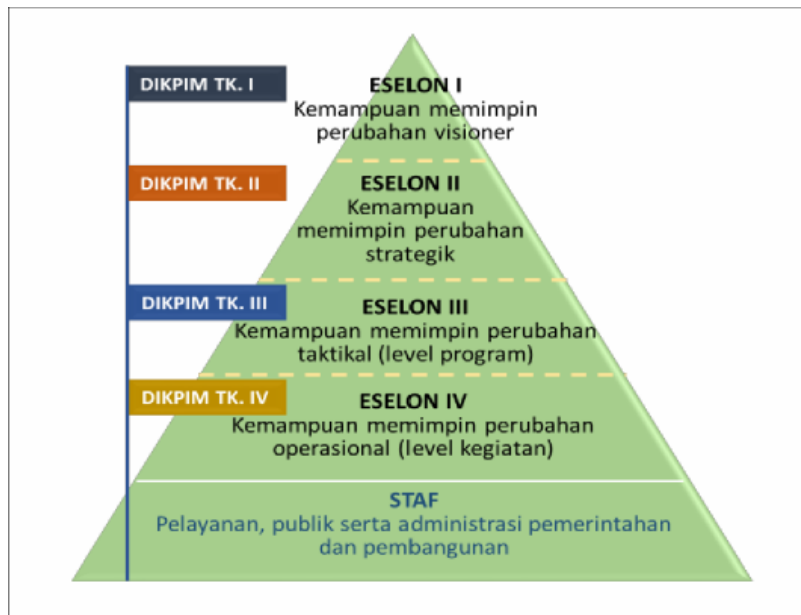 DIKPIM TK. I
ESELON I
Kemampuan memimpin
perubahan visioner
DIKPIM TK. II
ESELON II
Kemampuan
memimpin perubahan
strategik
DIKPIM TK. III
ESELON III
Kemampuan memimpin perubahan
taktikal (level program)
DIKPIM TK. IV
ESELON IV
Kemampuan memimpin perubahan
operasional (level kegiatan)
STAF
Pelayanan, publik serta administrasi pemerintahan
dan pembangunan